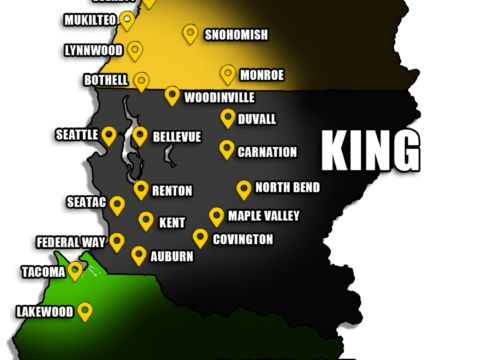 MUKILTEO
SNOHOMISH
LYNNWOOD
BOTHELL
MONROE
WOODINVILLE
DUVALL
SEATTLE
BELLEVUE
CARNATION
KING
RENTON
NORTH BEND
SEATAC
KENT
MAPLE VALLEY
FEDERAL WAY
COVINGTON
AUBURN
TACOMA
LAKEWOOD